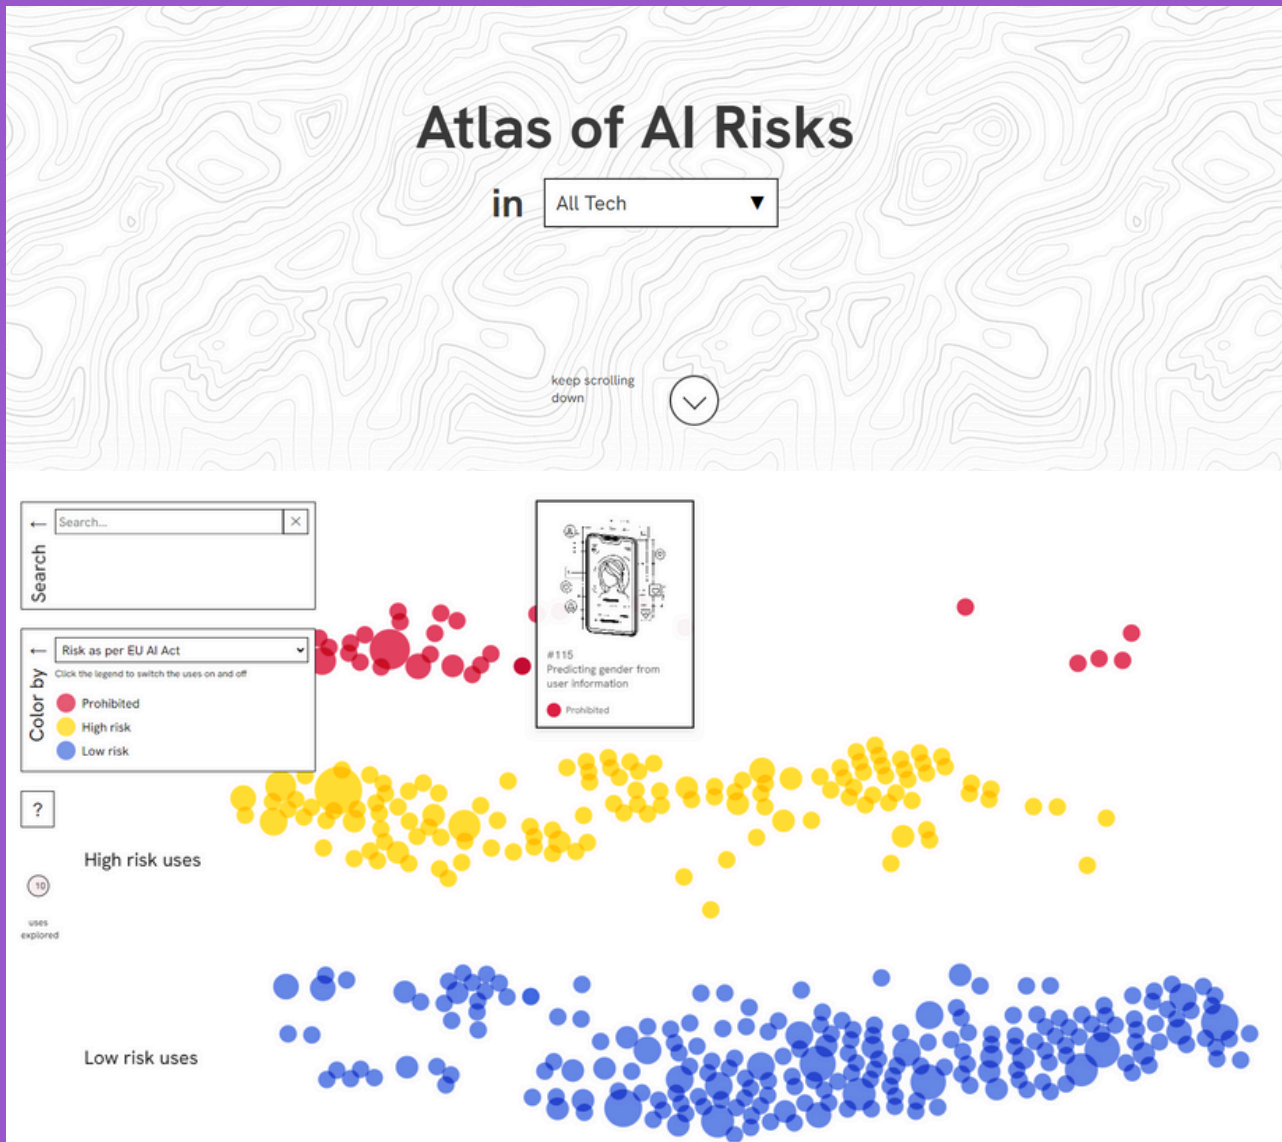 Atlas of AI Risks
in All Tech ▼
keep scrolling
down
← Search... ×
Search
← Risk as per EU AI Act
Click the legend to switch the uses on and off
Color by
Prohibited
High risk
Low risk
#115
Predicting gender from
user information
Prohibited
?
High risk uses
10
uses
explored
Low risk uses